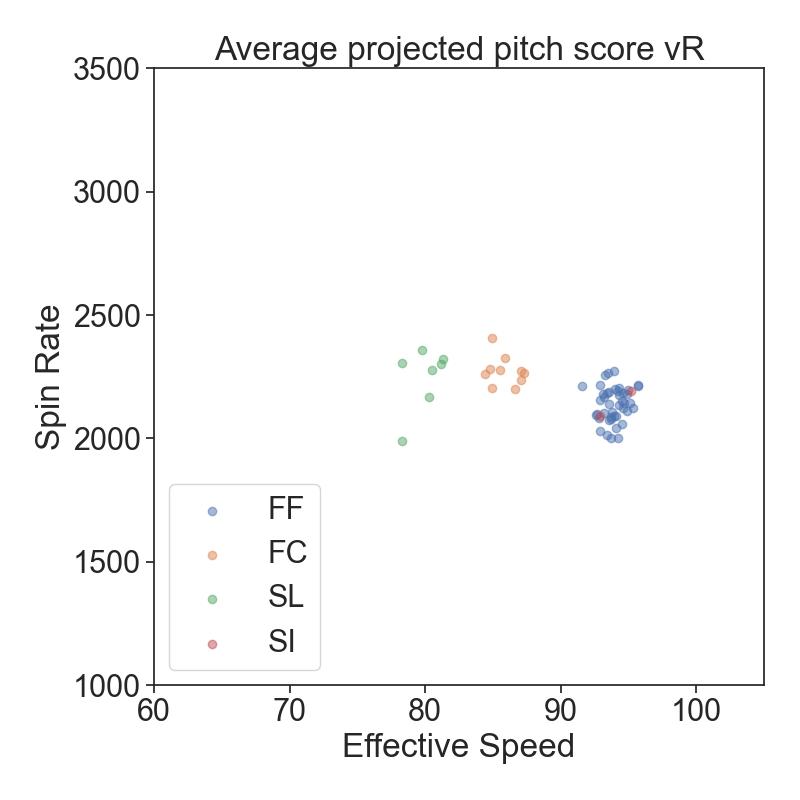 Average projected pitch score vR
3500
3000
2500
2000
1500
1000
Spin Rate
FF
FC
SL
SI
60 70 80 90 100
Effective Speed